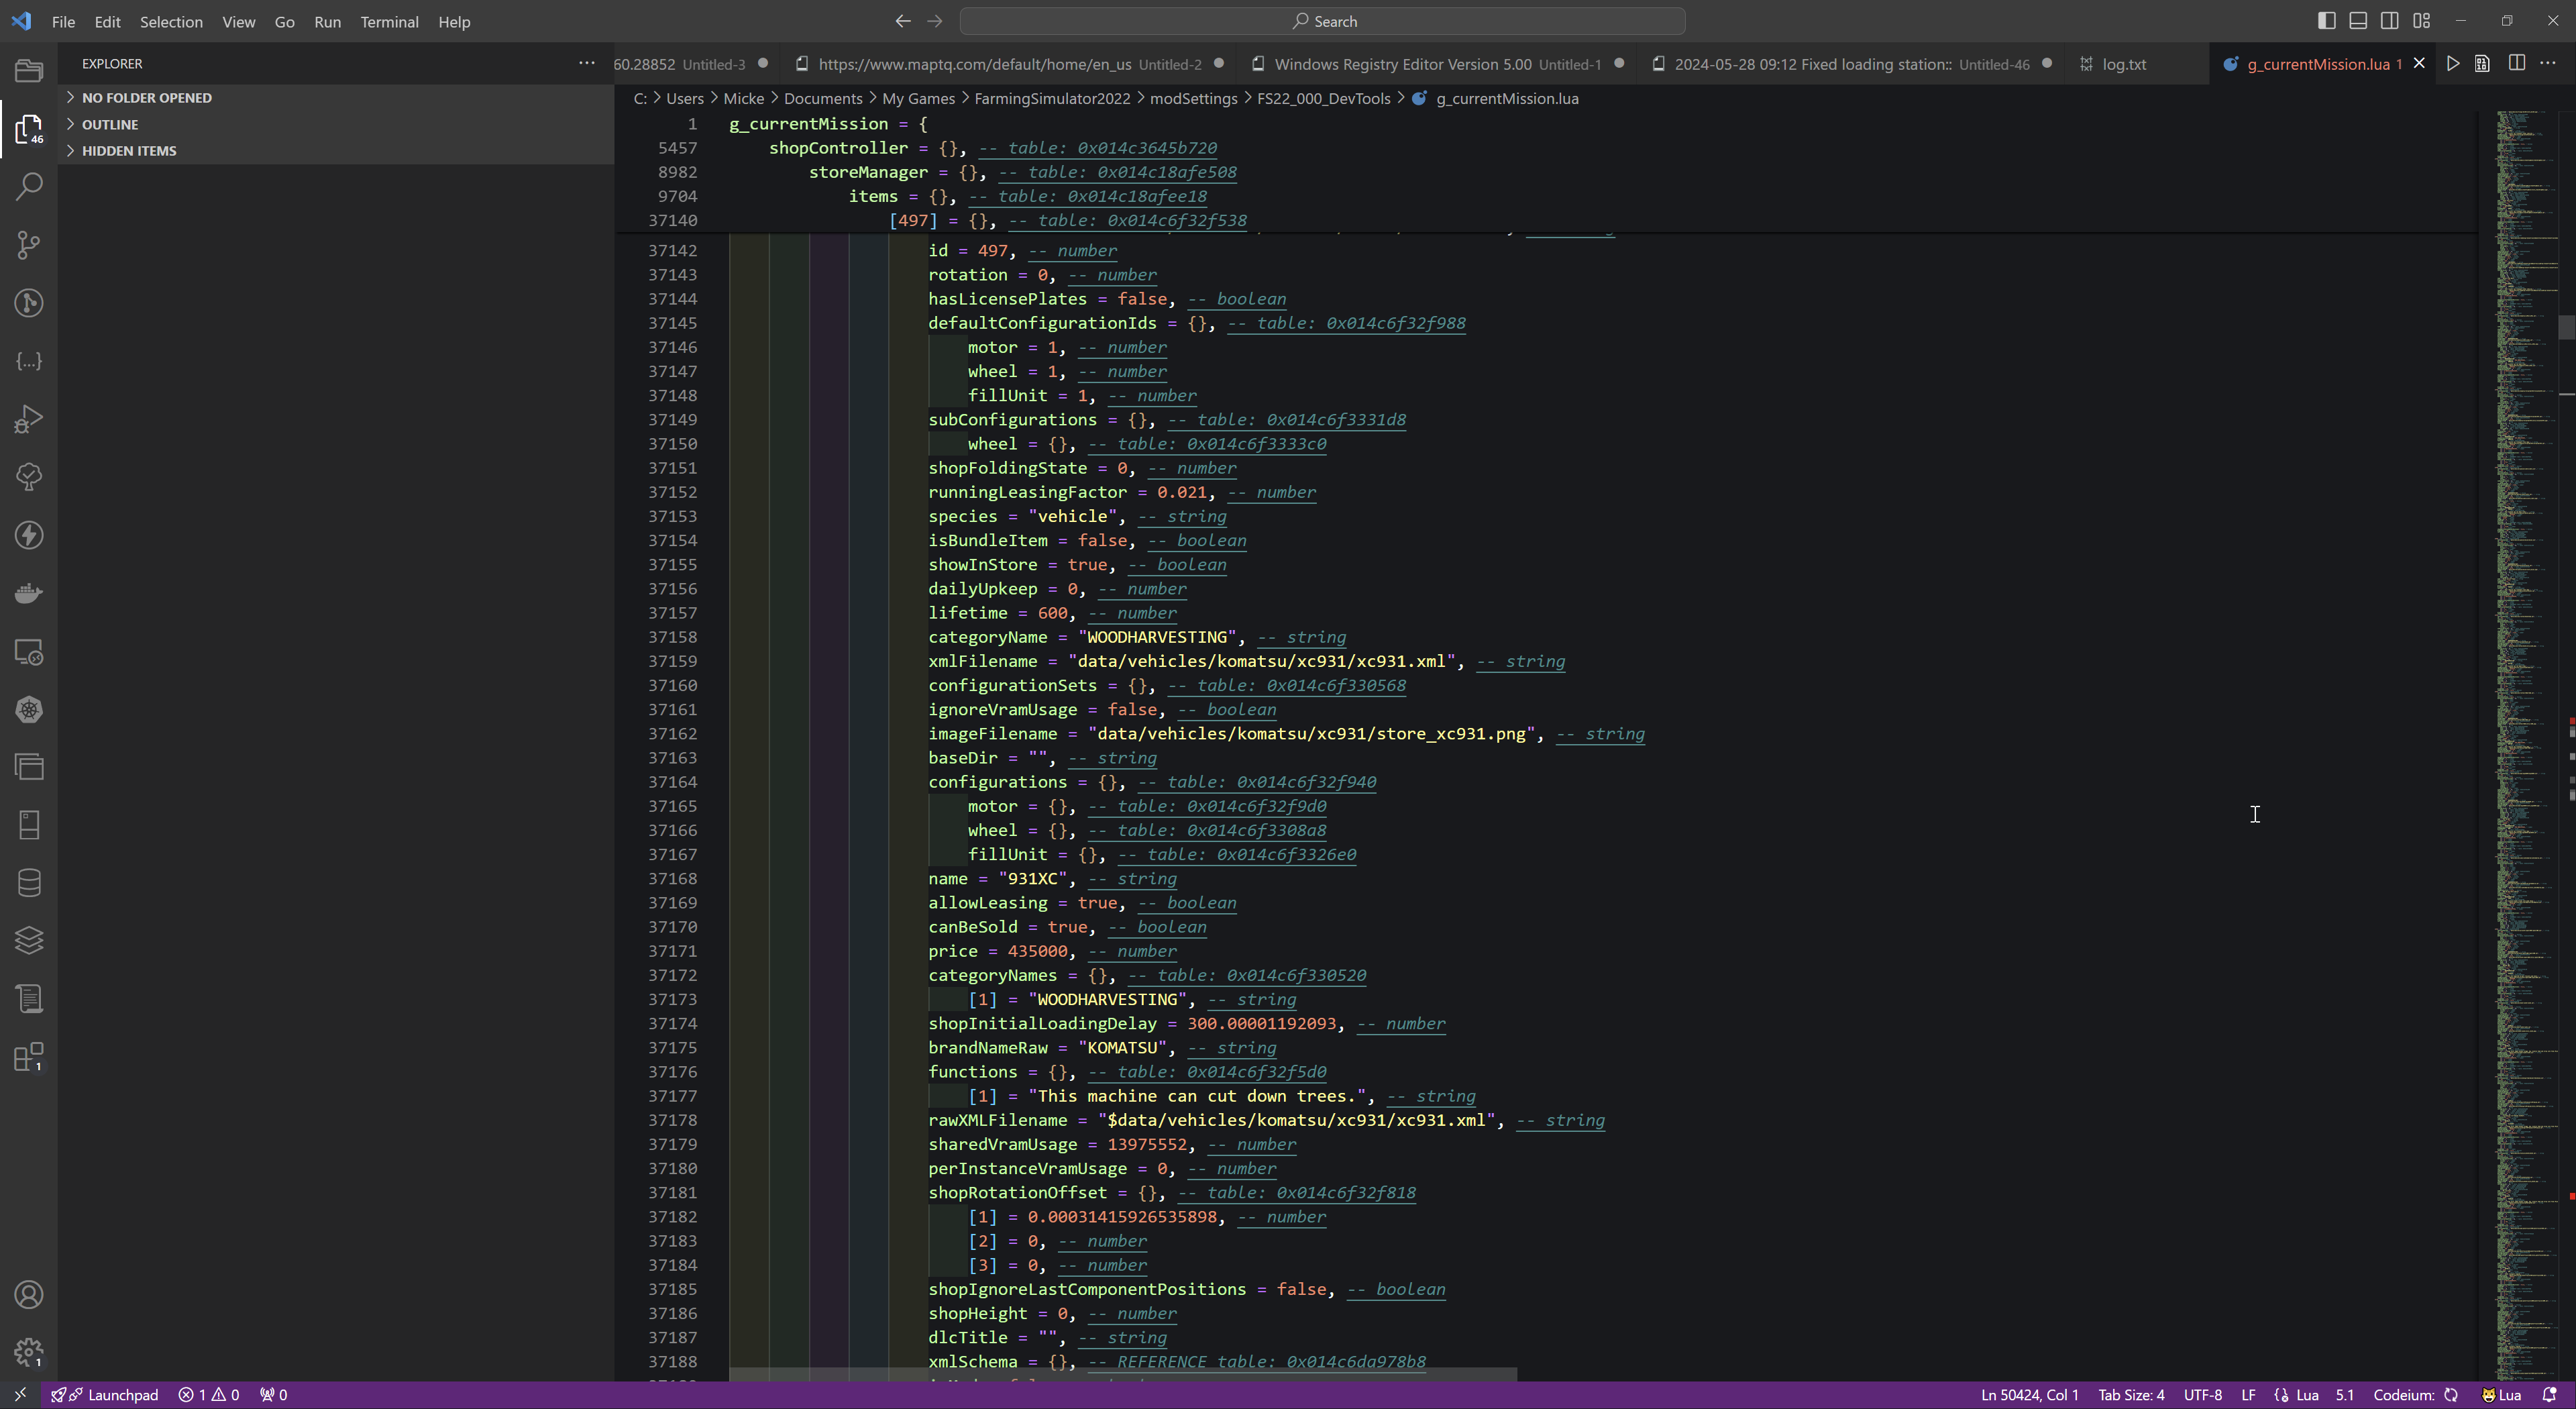 File Edit Selection View Go Run Terminal Help
Search
EXPLORER
60.28852 Untitled-3
https://www.maptq.com/default/home/en_us Untitled-2
Windows Registry Editor Version 5.00 Untitled-1
2024-05-28 09:12 Fixed loading station:: Untitled-46
log.txt
g_currentMission.lua 1
NO FOLDER OPENED
OUTLINE
HIDDEN ITEMS
46
1
1
C: > Users > Micke > Documents > My Games > FarmingSimulator2022 > modSettings > FS22_000_DevTools > g_currentMission.lua
1 g_currentMission = {
5457 shopController = {}, -- table: 0x014c3645b720
8982 storeManager = {}, -- table: 0x014c18afe508
9704 items = {}, -- table: 0x014c18afee18
37140 [497] = {}, -- table: 0x014c6f32f538
37142 id = 497, -- number
37143 rotation = 0, -- number
37144 hasLicensePlates = false, -- boolean
37145 defaultConfigurationIds = {}, -- table: 0x014c6f32f988
37146 motor = 1, -- number
37147 wheel = 1, -- number
37148 fillUnit = 1, -- number
37149 subConfigurations = {}, -- table: 0x014c6f3331d8
37150 wheel = {}, -- table: 0x014c6f3333c0
37151 shopFoldingState = 0, -- number
37152 runningLeasingFactor = 0.021, -- number
37153 species = "vehicle", -- string
37154 isBundleItem = false, -- boolean
37155 showInStore = true, -- boolean
37156 dailyUpkeep = 0, -- number
37157 lifetime = 600, -- number
37158 categoryName = "WOODHARVESTING", -- string
37159 xmlFilename = "data/vehicles/komatsu/xc931/xc931.xml", -- string
37160 configurationSets = {}, -- table: 0x014c6f330568
37161 ignoreVramUsage = false, -- boolean
37162 imageFilename = "data/vehicles/komatsu/xc931/store_xc931.png", -- string
37163 baseDir = "", -- string
37164 configurations = {}, -- table: 0x014c6f32f940
37165 motor = {}, -- table: 0x014c6f32f9d0
37166 wheel = {}, -- table: 0x014c6f3308a8
37167 fillUnit = {}, -- table: 0x014c6f3326e0
37168 name = "931XC", -- string
37169 allowLeasing = true, -- boolean
37170 canBeSold = true, -- boolean
37171 price = 435000, -- number
37172 categoryNames = {}, -- table: 0x014c6f330520
37173 [1] = "WOODHARVESTING", -- string
37174 shopInitialLoadingDelay = 300.00001192093, -- number
37175 brandNameRaw = "KOMATSU", -- string
37176 functions = {}, -- table: 0x014c6f32f5d0
37177 [1] = "This machine can cut down trees.", -- string
37178 rawXMLFilename = "$data/vehicles/komatsu/xc931/xc931.xml", -- string
37179 sharedVramUsage = 13975552, -- number
37180 perInstanceVramUsage = 0, -- number
37181 shopRotationOffset = {}, -- table: 0x014c6f32f818
37182 [1] = 0.00031415926535898, -- number
37183 [2] = 0, -- number
37184 [3] = 0, -- number
37185 shopIgnoreLastComponentPositions = false, -- boolean
37186 shopHeight = 0, -- number
37187 dlcTitle = "", -- string
37188 xmlSchema = {}, -- REFERENCE table: 0x014c6da978b8
Launchpad 1 0 0
Ln 50424, Col 1 Tab Size: 4 UTF-8 LF Lua 5.1 Codeium: Lua